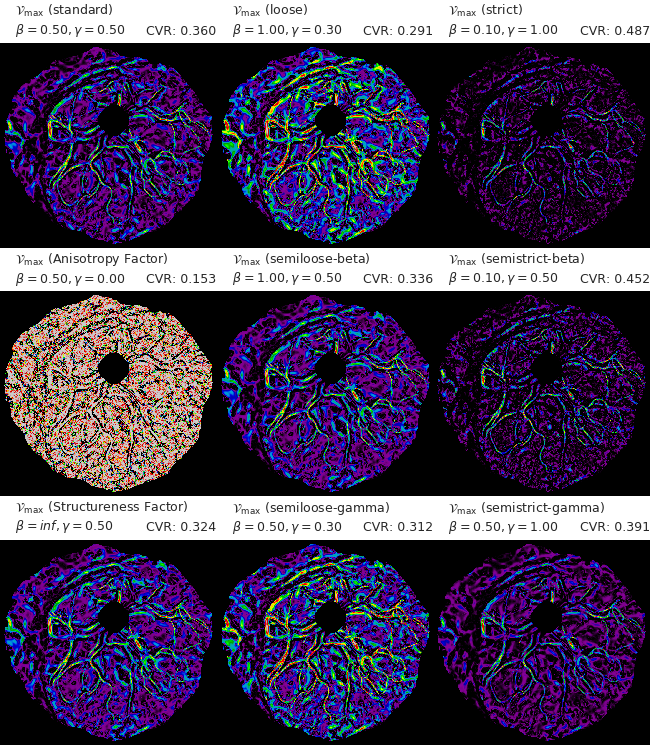 𝒱max (standard)
β = 0.50, γ = 0.50 CVR: 0.360
𝒱max (loose)
β = 1.00, γ = 0.30 CVR: 0.291
𝒱max (strict)
β = 0.10, γ = 1.00 CVR: 0.487
𝒱max (Anisotropy Factor)
β = 0.50, γ = 0.00 CVR: 0.153
𝒱max (semiloose-beta)
β = 1.00, γ = 0.50 CVR: 0.336
𝒱max (semistrict-beta)
β = 0.10, γ = 0.50 CVR: 0.452
𝒱max (Structureness Factor)
β = inf, γ = 0.50 CVR: 0.324
𝒱max (semiloose-gamma)
β = 0.50, γ = 0.30 CVR: 0.312
𝒱max (semistrict-gamma)
β = 0.50, γ = 1.00 CVR: 0.391